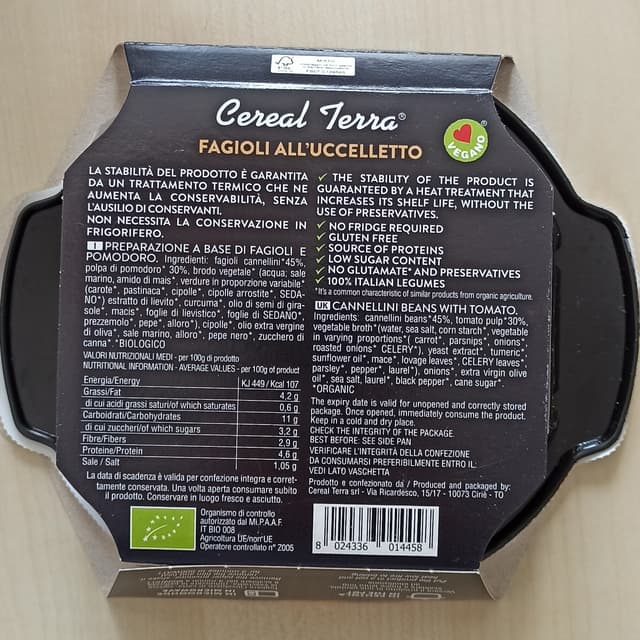 Cereal Terra®
FAGIOLI ALL'UCCELLETTO
VEGANO
®
LA STABILITÀ DEL PRODOTTO È GARANTITA
DA UN TRATTAMENTO TERMICO CHE NE
AUMENTA LA CONSERVABILITÀ, SENZA
L'AUSILIO DI CONSERVANTI.
NON NECESSITA LA CONSERVAZIONE IN
FRIGORIFERO.
I PREPARAZIONE A BASE DI FAGIOLI E
POMODORO. Ingredienti: fagioli cannellini*45%,
polpa di pomodoro* 30%, brodo vegetale* (acqua; sale
marino, amido di mais*, verdure in proporzione variabile*
(carote*, pastinaca*, cipolle*, cipolle arrostite*, SEDA-
NO*) estratto di lievito*, curcuma*, olio di semi di gira-
sole*, macis*, foglie di lievistico*, foglie di SEDANO*,
prezzemolo*, pepe*, alloro*), cipolle*, olio extra vergine
di oliva*, sale marino, alloro*, pepe nero*, zucchero di
canna*. *BIOLOGICO
VALORI NUTRIZIONALI MEDI - per 100g di prodotto
NUTRITIONAL INFORMATION - AVERAGE VALUES - per 100g of product
Energia/Energy KJ 449 / Kcal 107
Grassi/Fat 4,2 g
di cui acidi grassi saturi/of which saturates 0,6 g
Carboidrati/Carbohydrates 11 g
di cui zuccheri/of which sugars 3,2 g
Fibre/Fibers 2,9 g
Proteine/Protein 4,6 g
Sale / Salt 1,05 g
La data di scadenza è valida per confezione integra e corret-
tamente conservata. Una volta aperta consumare subito
il prodotto. Conservare in luogo fresco e asciutto.
Organismo di controllo
autorizzato dal Mi.P.A.A.F.
IT BIO 008
Agricoltura UE/non UE
Operatore controllato n° Z005
✓ THE STABILITY OF THE PRODUCT IS
GUARANTEED BY A HEAT TREATMENT THAT
INCREASES ITS SHELF LIFE, WITHOUT THE
USE OF PRESERVATIVES.
✓ NO FRIDGE REQUIRED
✓ GLUTEN FREE
✓ SOURCE OF PROTEINS
✓ LOW SUGAR CONTENT
✓ NO GLUTAMATE* AND PRESERVATIVES
✓ 100% ITALIAN LEGUMES
*It's a common characteristic of similar products from organic agriculture.
UK CANNELLINI BEANS WITH TOMATO.
Ingredients: cannellini beans*45%, tomato pulp*30%,
vegetable broth*(water, sea salt, corn starch*, vegetable
in varying proportions*( carrot*, parsnips*, onions*,
roasted onions* CELERY*), yeast extract*, tumeric*,
sunflower oil*, mace*, lovage leaves*, CELERY leaves*,
parsley*, pepper*, laurel*), onions*, extra virgin olive
oil*, sea salt, laurel*, black pepper*, cane sugar*.
*ORGANIC
The expiry date is valid for unopened and correctly stored
package. Once opened, immediately consume the product.
Keep in a cold and dry place.
CHECK THE INTEGRITY OF THE PACKAGE.
BEST BEFORE: SEE SIDE PAN
VERIFICARE L'INTEGRITÀ DELLA CONFEZIONE
DA CONSUMARSI PREFERIBILMENTE ENTRO IL:
VEDI LATO VASCHETTA
Prodotto e confezionato da / Produced and packaged by:
Cereal Terra srl - Via Ricardesco, 15/17 - 10073 Ciriè - TO
8 024336 014458